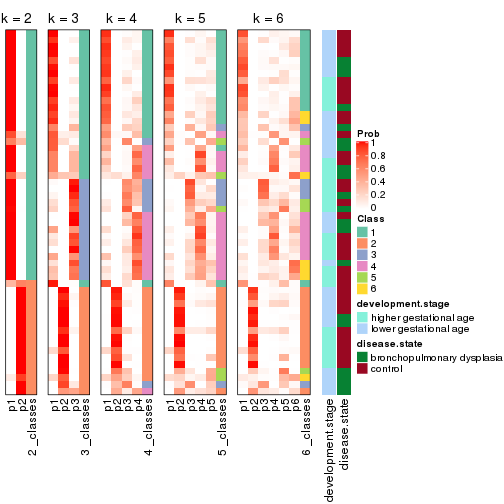 k = 2 k = 3 k = 4 k = 5 k = 6
Prob
1
0.8
0.6
0.4
0.2
0
Class
1
2
3
4
5
6
development.stage
higher gestational age
lower gestational age
disease.state
bronchopulmonary dysplasia
control
p1
p2
2_classes
p1
p2
p3
3_classes
p1
p2
p3
p4
4_classes
p1
p2
p3
p4
p5
5_classes
p1
p2
p3
p4
p5
p6
6_classes
development.stage
disease.state